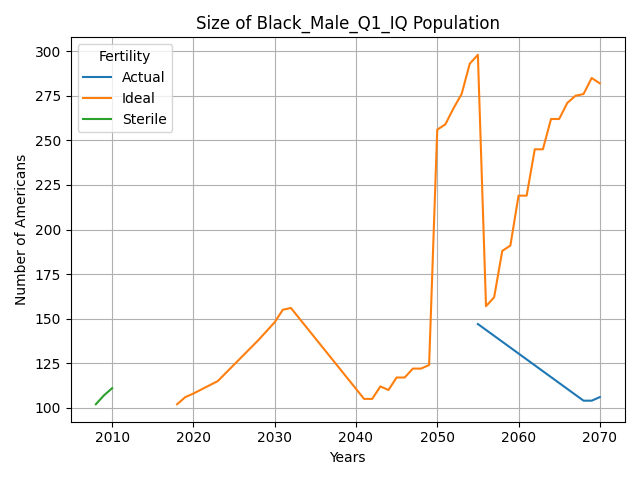 Size of Black_Male_Q1_IQ Population
Fertility
Actual
Ideal
Sterile
Number of Americans
300
275
250
225
200
175
150
125
100
2010 2020 2030 2040 2050 2060 2070
Years